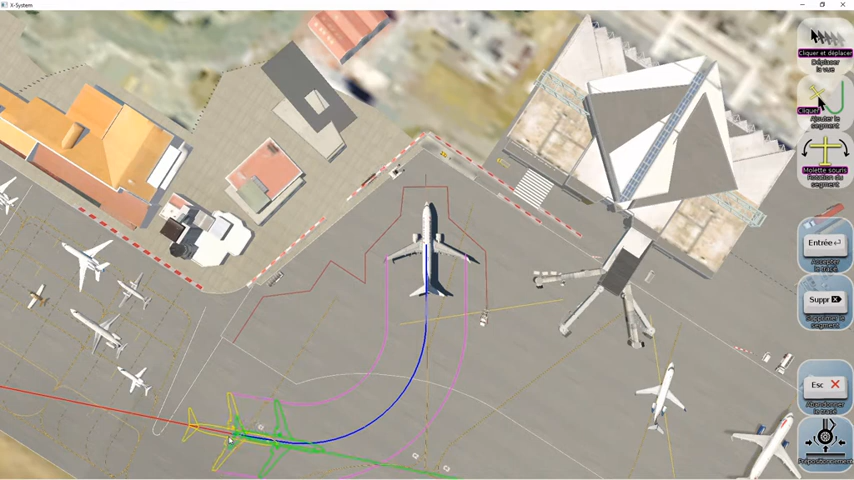 X-System
Cliquer et déplacer
Déplacer
la vue
Cliquer
Ajouter le
segment
Molette souris
Rotation du
segment
Entrée
Accepter
le tracé
Suppr
Supprimer le
segment
Esc
Abandonner
le tracé
Prépositionnement